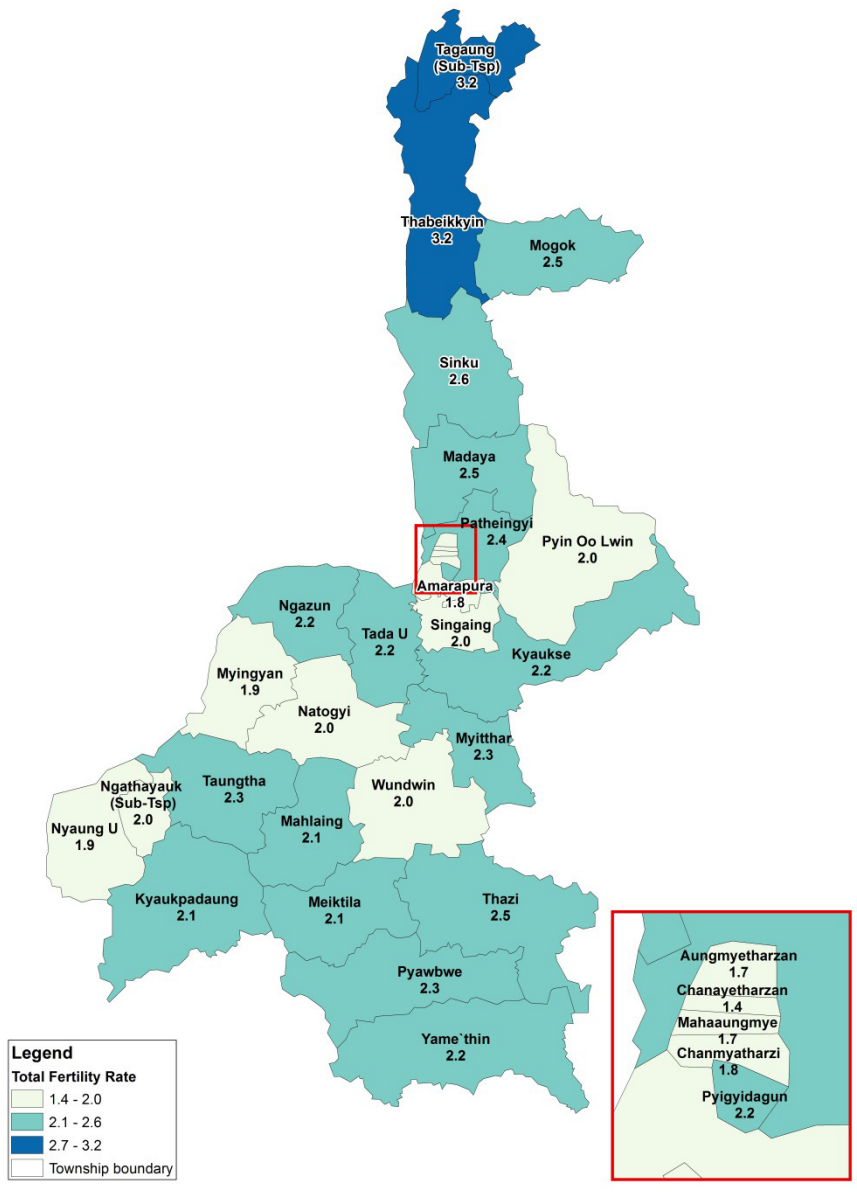 Tagaung
(Sub-Tsp)
3.2
Thabeikkyin
3.2
Mogok
2.5
Sinku
2.6
Madaya
2.5
Patheingyi
2.4
Pyin Oo Lwin
2.0
Amarapura
1.8
Singaing
2.0
Ngazun
2.2
Tada U
2.2
Kyaukse
2.2
Myingyan
1.9
Natogyi
2.0
Myitthar
2.3
Ngathayauk
(Sub-Tsp)
2.0
Taungtha
2.3
Wundwin
2.0
Nyaung U
1.9
Mahlaing
2.1
Kyaukpadaung
2.1
Meiktila
2.1
Thazi
2.5
Pyawbwe
2.3
Yame`thin
2.2
Aungmyetharzan
1.7
Chanayetharzan
1.4
Mahaaungmye
1.7
Chanmyatharzi
1.8
Pyigyidagun
2.2
Legend
Total Fertility Rate
1.4 - 2.0
2.1 - 2.6
2.7 - 3.2
Township boundary